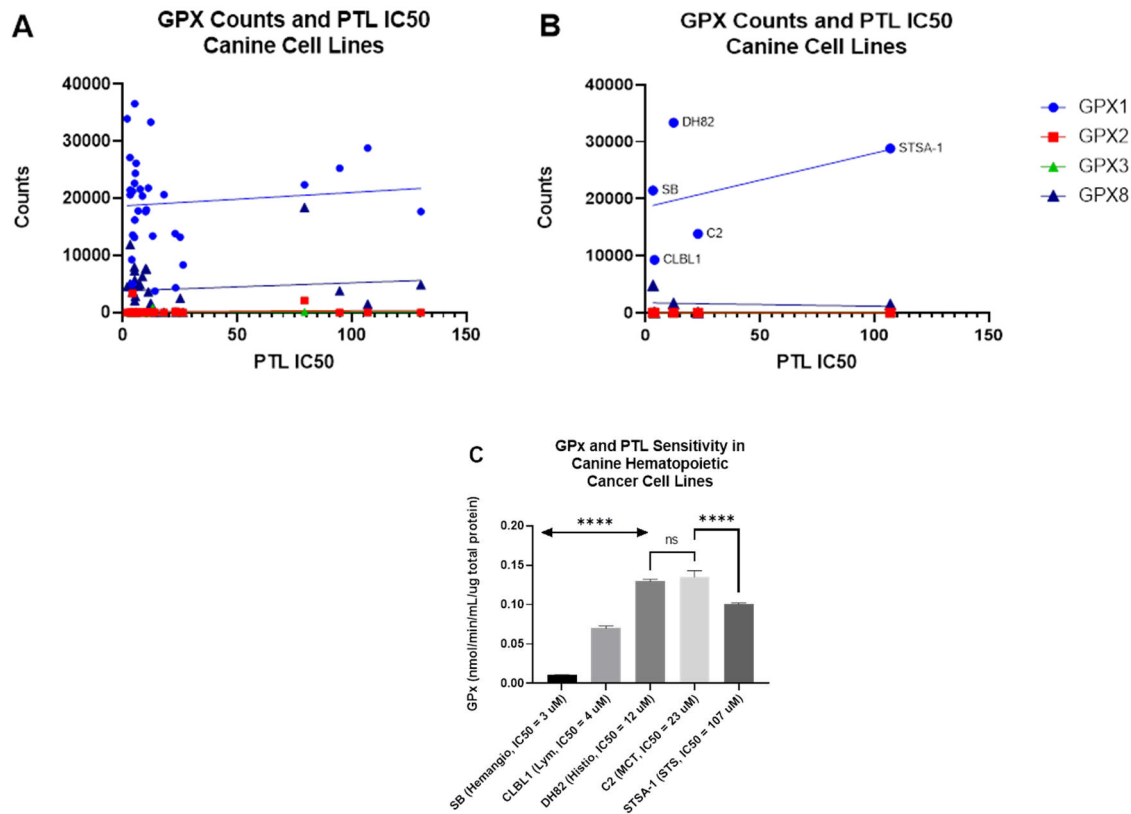 A
GPX Counts and PTL IC50
Canine Cell Lines
Counts
40000
30000
20000
10000
0
0
50
100
150
PTL IC50
B
GPX Counts and PTL IC50
Canine Cell Lines
Counts
40000
30000
20000
10000
0
0
50
100
150
PTL IC50
DH82
STSA-1
SB
C2
CLBL1
GPX1
GPX2
GPX3
GPX8
C
GPx and PTL Sensitivity in
Canine Hematopoietic
Cancer Cell Lines
GPx (nmol/min/mL/ug total protein)
0.20
0.15
0.10
0.05
0.00
****
ns
****
SB (Hemangio, IC50 = 3 uM)
CLBL1 (Lym, IC50 = 4 uM)
DH82 (Histio, IC50 = 12 uM)
C2 (MCT, IC50 = 23 uM)
STSA-1 (STS, IC50 = 107 uM)